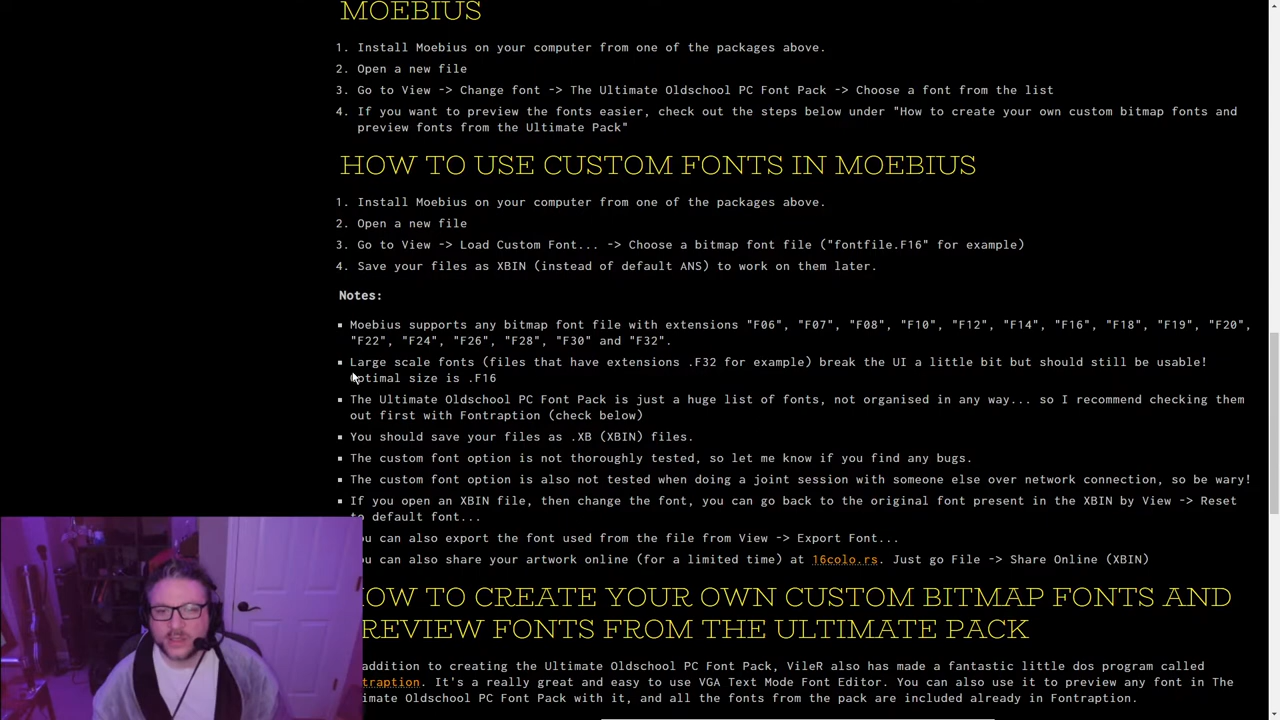 MOEBIUS
1. Install Moebius on your computer from one of the packages above.
2. Open a new file
3. Go to View -> Change font -> The Ultimate Oldschool PC Font Pack -> Choose a font from the list
4. If you want to preview the fonts easier, check out the steps below under "How to create your own custom bitmap fonts and
preview fonts from the Ultimate Pack"
HOW TO USE CUSTOM FONTS IN MOEBIUS
1. Install Moebius on your computer from one of the packages above.
2. Open a new file
3. Go to View -> Load Custom Font... -> Choose a bitmap font file ("fontfile.F16" for example)
4. Save your files as XBIN (instead of default ANS) to work on them later.
Notes:
▪ Moebius supports any bitmap font file with extensions "F06", "F07", "F08", "F10", "F12", "F14", "F16", "F18", "F19", "F20",
"F22", "F24", "F26", "F28", "F30" and "F32".
▪ Large scale fonts (files that have extensions .F32 for example) break the UI a little bit but should still be usable!
Optimal size is .F16
▪ The Ultimate Oldschool PC Font Pack is just a huge list of fonts, not organised in any way... so I recommend checking them
out first with Fontraption (check below)
▪ You should save your files as .XB (XBIN) files.
▪ The custom font option is not thoroughly tested, so let me know if you find any bugs.
▪ The custom font option is also not tested when doing a joint session with someone else over network connection, so be wary!
▪ If you open an XBIN file, then change the font, you can go back to the original font present in the XBIN by View -> Reset
to default font...
ou can also export the font used from the file from View -> Export Font...
ou can also share your artwork online (for a limited time) at 16colo.rs. Just go File -> Share Online (XBIN)
OW TO CREATE YOUR OWN CUSTOM BITMAP FONTS AND
REVIEW FONTS FROM THE ULTIMATE PACK
addition to creating the Ultimate Oldschool PC Font Pack, VileR also has made a fantastic little dos program called
traption. It's a really great and easy to use VGA Text Mode Font Editor. You can also use it to preview any font in The
imate Oldschool PC Font Pack with it, and all the fonts from the pack are included already in Fontraption.